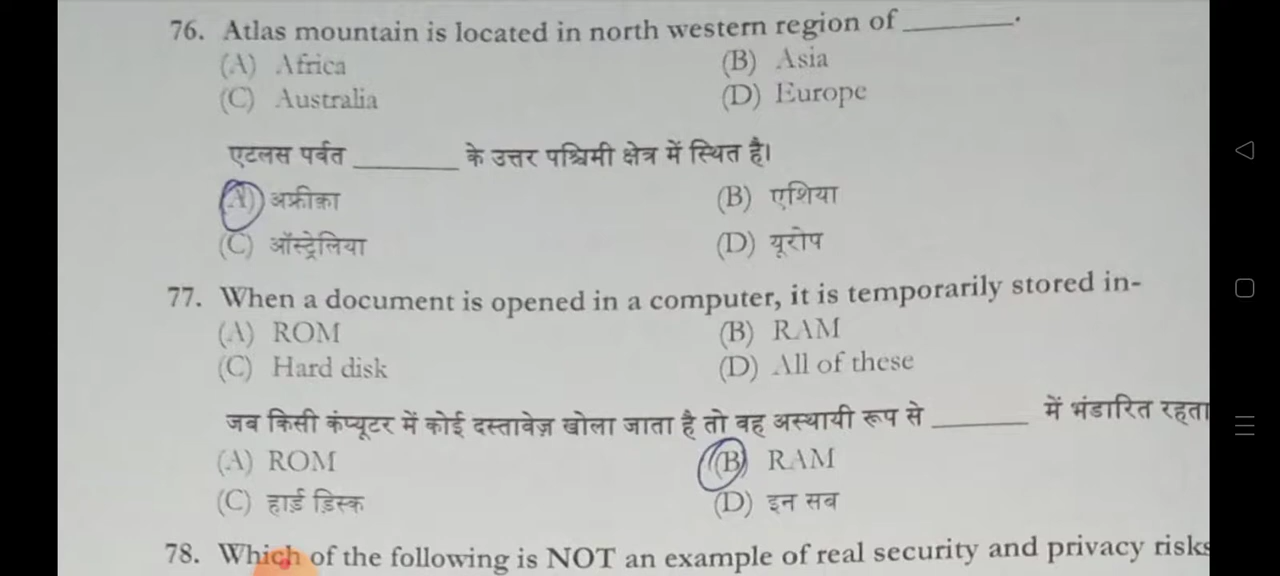 76. Atlas mountain is located in north western region of ________.
(A) Africa (B) Asia
(C) Australia (D) Europe
एटलस पर्वत ________ के उत्तर पश्चिमी क्षेत्र में स्थित है।
(A) अफ्रीका (B) एशिया
(C) ऑस्ट्रेलिया (D) यूरोप
77. When a document is opened in a computer, it is temporarily stored in-
(A) ROM (B) RAM
(C) Hard disk (D) All of these
जब किसी कंप्यूटर में कोई दस्तावेज़ खोला जाता है तो वह अस्थायी रूप से ________ में भंडारित रहता
(A) ROM (B) RAM
(C) हार्ड डिस्क (D) इन सब
78. Which of the following is NOT an example of real security and privacy risks